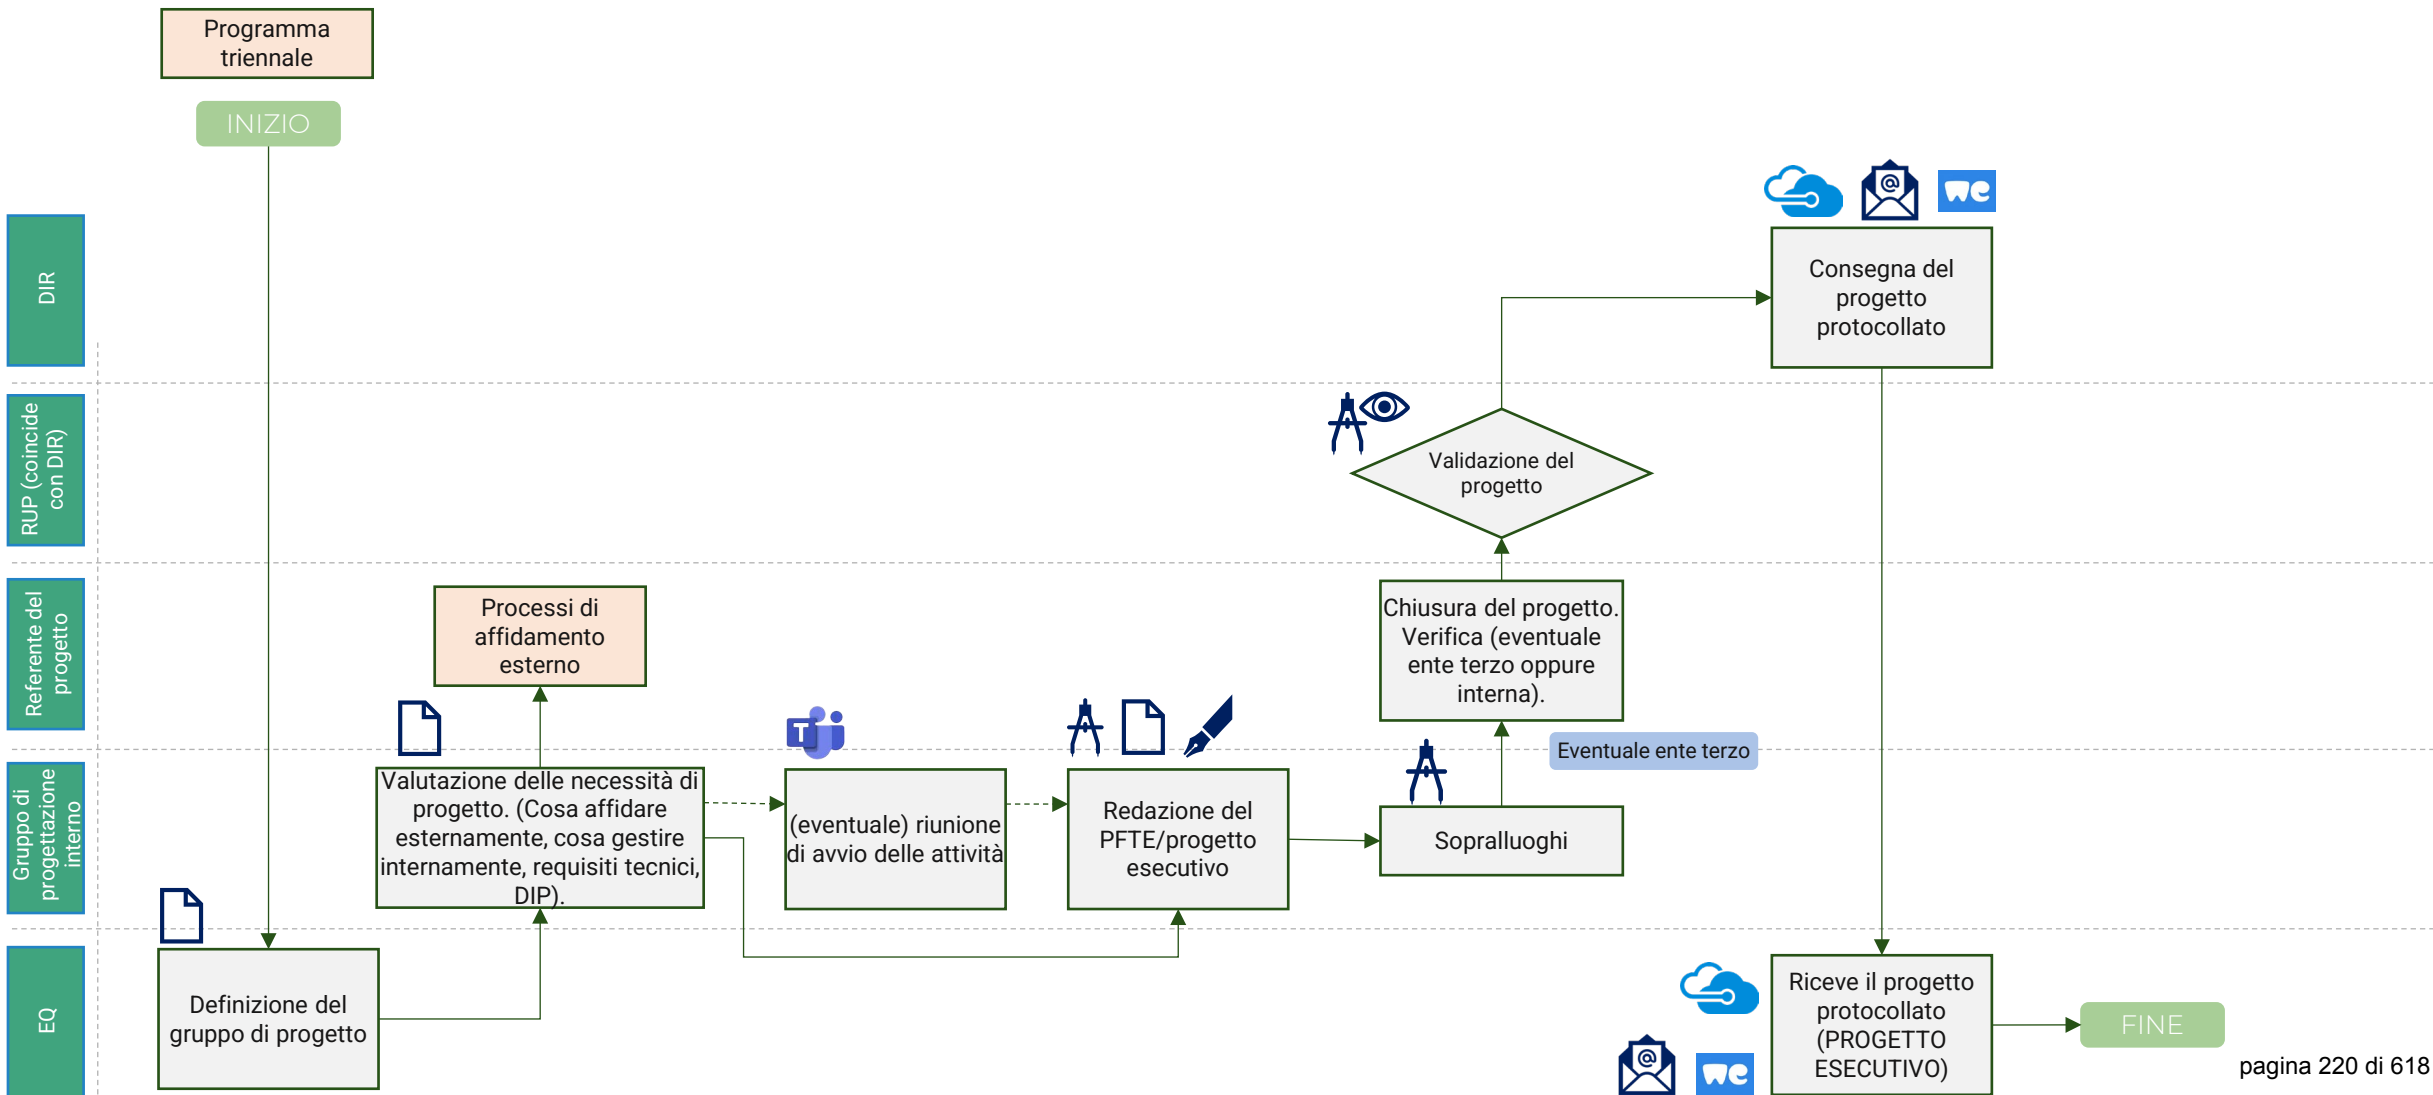 Programma
triennale
INIZIO
DIR
Consegna del
progetto
protocollato
RUP (coincide
con DIR)
Validazione del
progetto
Referente del
progetto
Processi di
affidamento
esterno
Chiusura del progetto.
Verifica (eventuale
ente terzo oppure
interna).
Eventuale ente terzo
Gruppo di
progettazione
interno
Valutazione delle necessità di
progetto. (Cosa affidare
esternamente, cosa gestire
internamente, requisiti tecnici,
DIP).
T
(eventuale) riunione
di avvio delle attività
Redazione del
PFTE/progetto
esecutivo
Sopralluoghi
EQ
Definizione del
gruppo di progetto
Riceve il progetto
protocollato
(PROGETTO
ESECUTIVO)
FINE
@
we
@
we
pagina 220 di 618